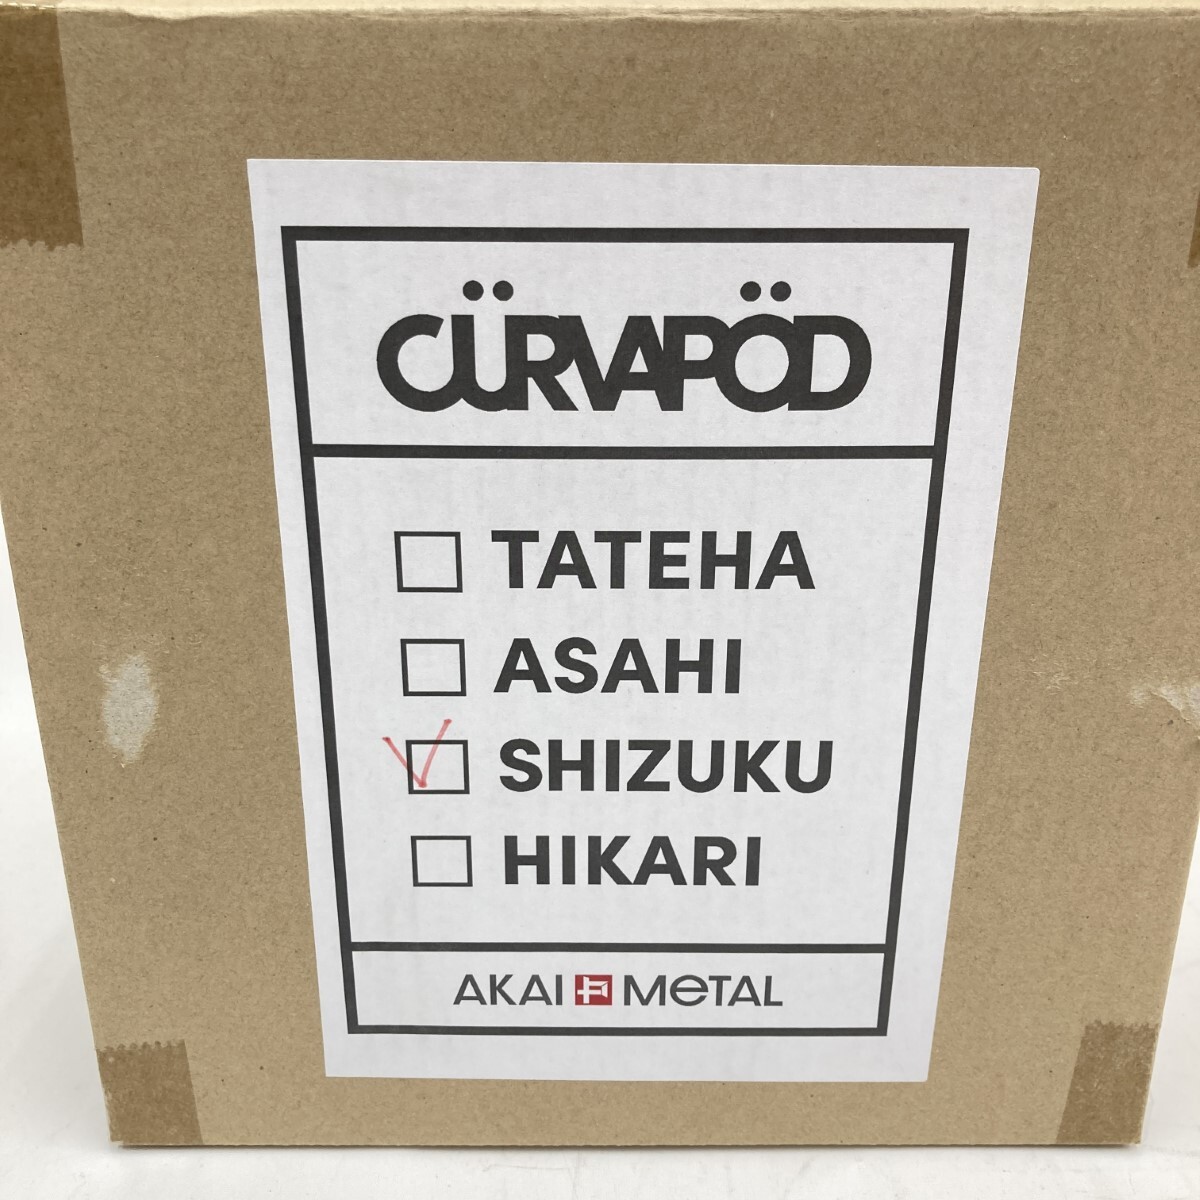 CÜRVAPÖD
TATEHA
ASAHI
SHIZUKU
HIKARI
AKAI METAL